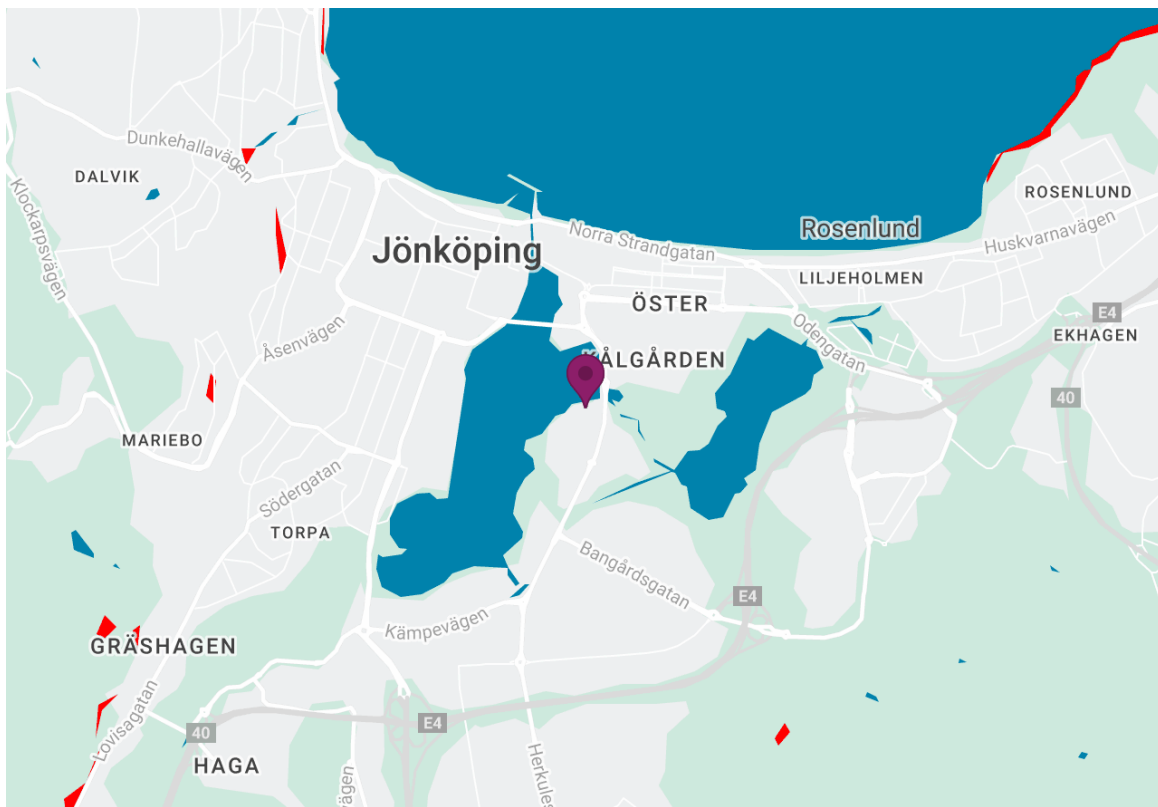 Dunkehallavägen
DALVIK
Klockarpsvägen
ROSENLUND
Rosenlund
Norra Strandgatan
Huskvarnavägen
Jönköping
LILJEHOLMEN
ÖSTER
E4
EKHAGEN
Åsenvägen
Odengatan
KÅLGÅRDEN
40
MARIEBO
Södergatan
TORPA
Bangårdsgatan
E4
Kämpevägen
GRÄSHAGEN
Lovisagatan
40
E4
HAGA
Herkules
vägen